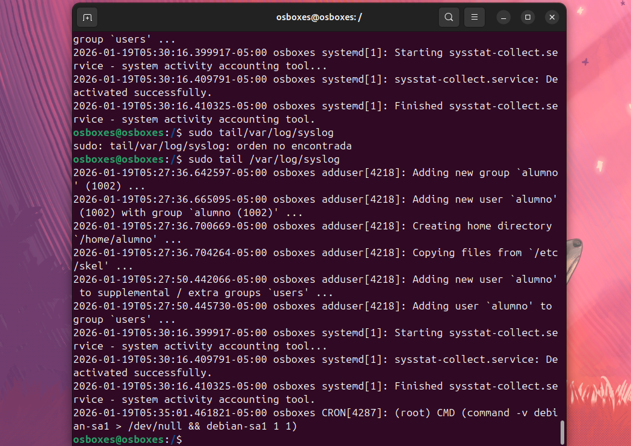 osboxes@osboxes: /
group `users' ...
2026-01-19T05:30:16.399917-05:00 osboxes systemd[1]: Starting sysstat-collect.se
rvice - system activity accounting tool...
2026-01-19T05:30:16.409791-05:00 osboxes systemd[1]: sysstat-collect.service: De
activated successfully.
2026-01-19T05:30:16.410325-05:00 osboxes systemd[1]: Finished sysstat-collect.se
rvice - system activity accounting tool.
osboxes@osboxes:/$ sudo tail/var/log/syslog
sudo: tail/var/log/syslog: orden no encontrada
osboxes@osboxes:/$ sudo tail /var/log/syslog
2026-01-19T05:27:36.642597-05:00 osboxes adduser[4218]: Adding new group `alumno
' (1002) ...
2026-01-19T05:27:36.665095-05:00 osboxes adduser[4218]: Adding new user `alumno'
 (1002) with group `alumno (1002)' ...
2026-01-19T05:27:36.700669-05:00 osboxes adduser[4218]: Creating home directory
`/home/alumno' ...
2026-01-19T05:27:36.704264-05:00 osboxes adduser[4218]: Copying files from `/etc
/skel' ...
2026-01-19T05:27:50.442066-05:00 osboxes adduser[4218]: Adding new user `alumno'
 to supplemental / extra groups `users' ...
2026-01-19T05:27:50.445730-05:00 osboxes adduser[4218]: Adding user `alumno' to
group `users' ...
2026-01-19T05:30:16.399917-05:00 osboxes systemd[1]: Starting sysstat-collect.se
rvice - system activity accounting tool...
2026-01-19T05:30:16.409791-05:00 osboxes systemd[1]: sysstat-collect.service: De
activated successfully.
2026-01-19T05:30:16.410325-05:00 osboxes systemd[1]: Finished sysstat-collect.se
rvice - system activity accounting tool.
2026-01-19T05:35:01.461821-05:00 osboxes CRON[4287]: (root) CMD (command -v debi
an-sa1 > /dev/null && debian-sa1 1 1)
osboxes@osboxes:/$